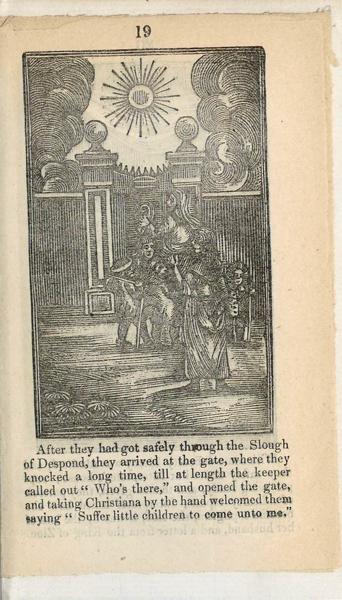 19
After they had got safely through the Slough
of Despond, they arrived at the gate, where they
knocked a long time, till at length the keeper
called out " Who's there," and opened the gate,
and taking Christiana by the hand welcomed them
saying " Suffer little children to come unto me."